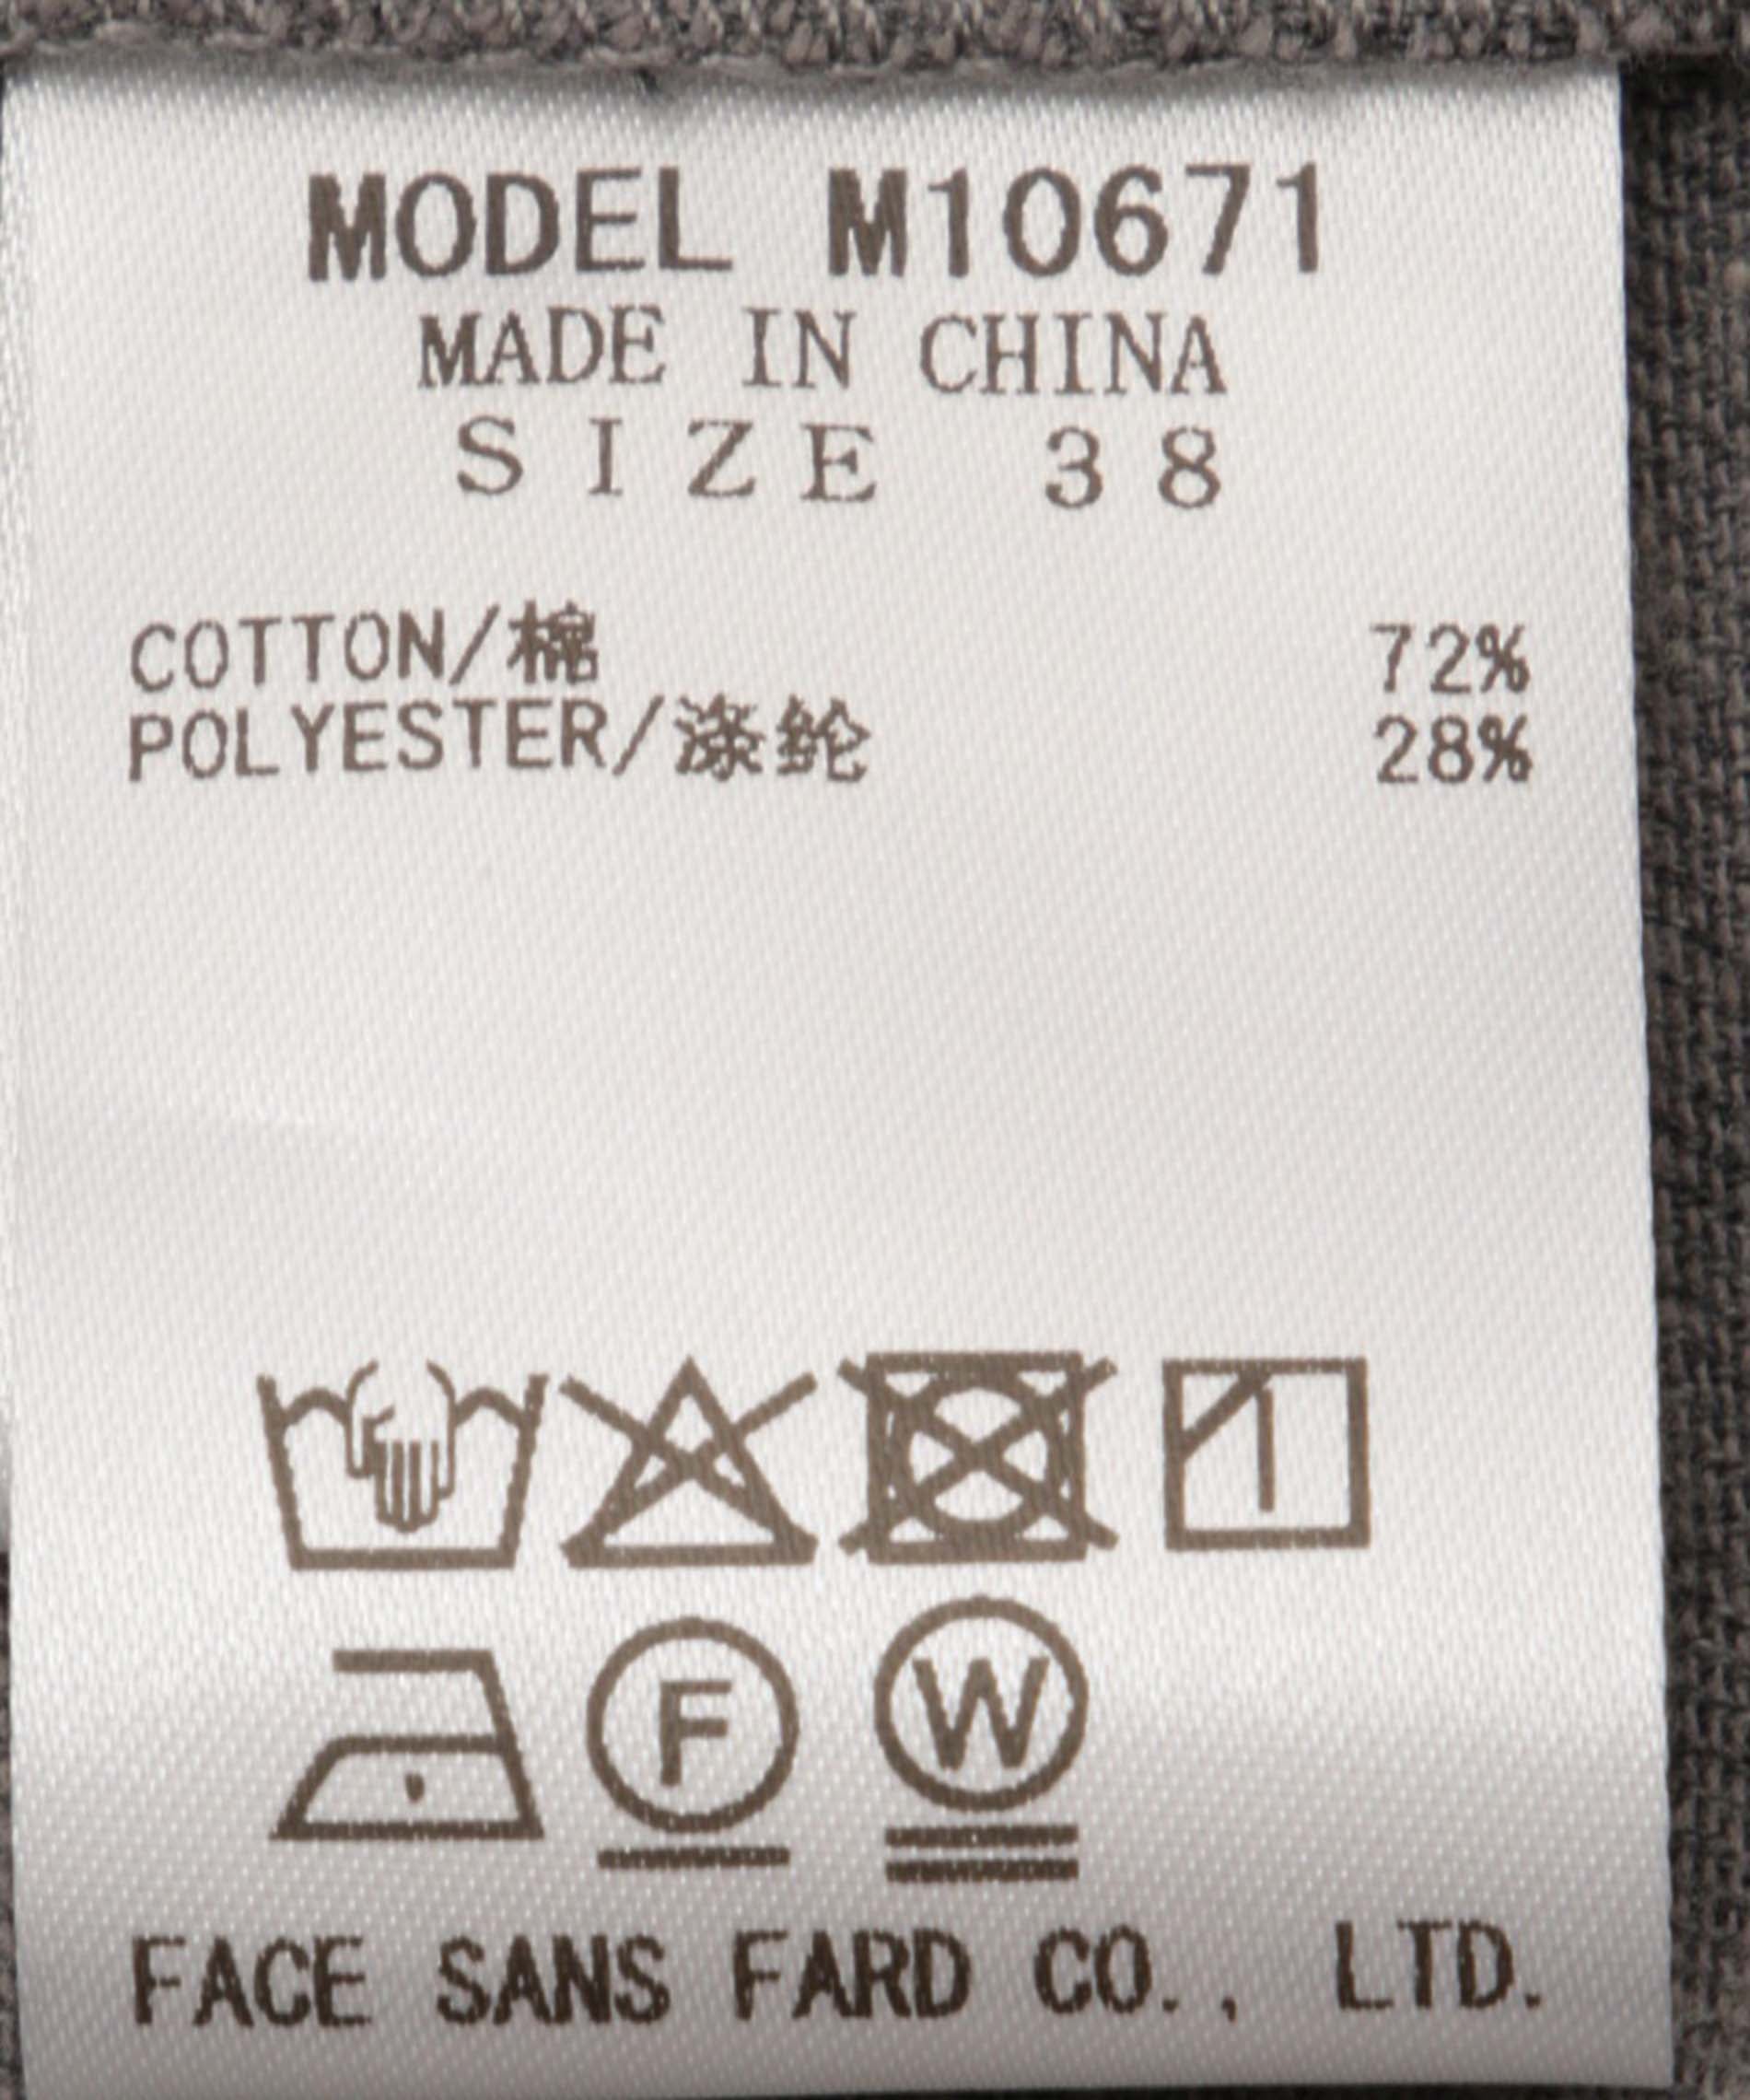 MODEL M10671
MADE IN CHINA
SIZE 38
COTTON/棉 72%
POLYESTER/涤纶 28%
F W
FACE SANS FARD CO., LTD.